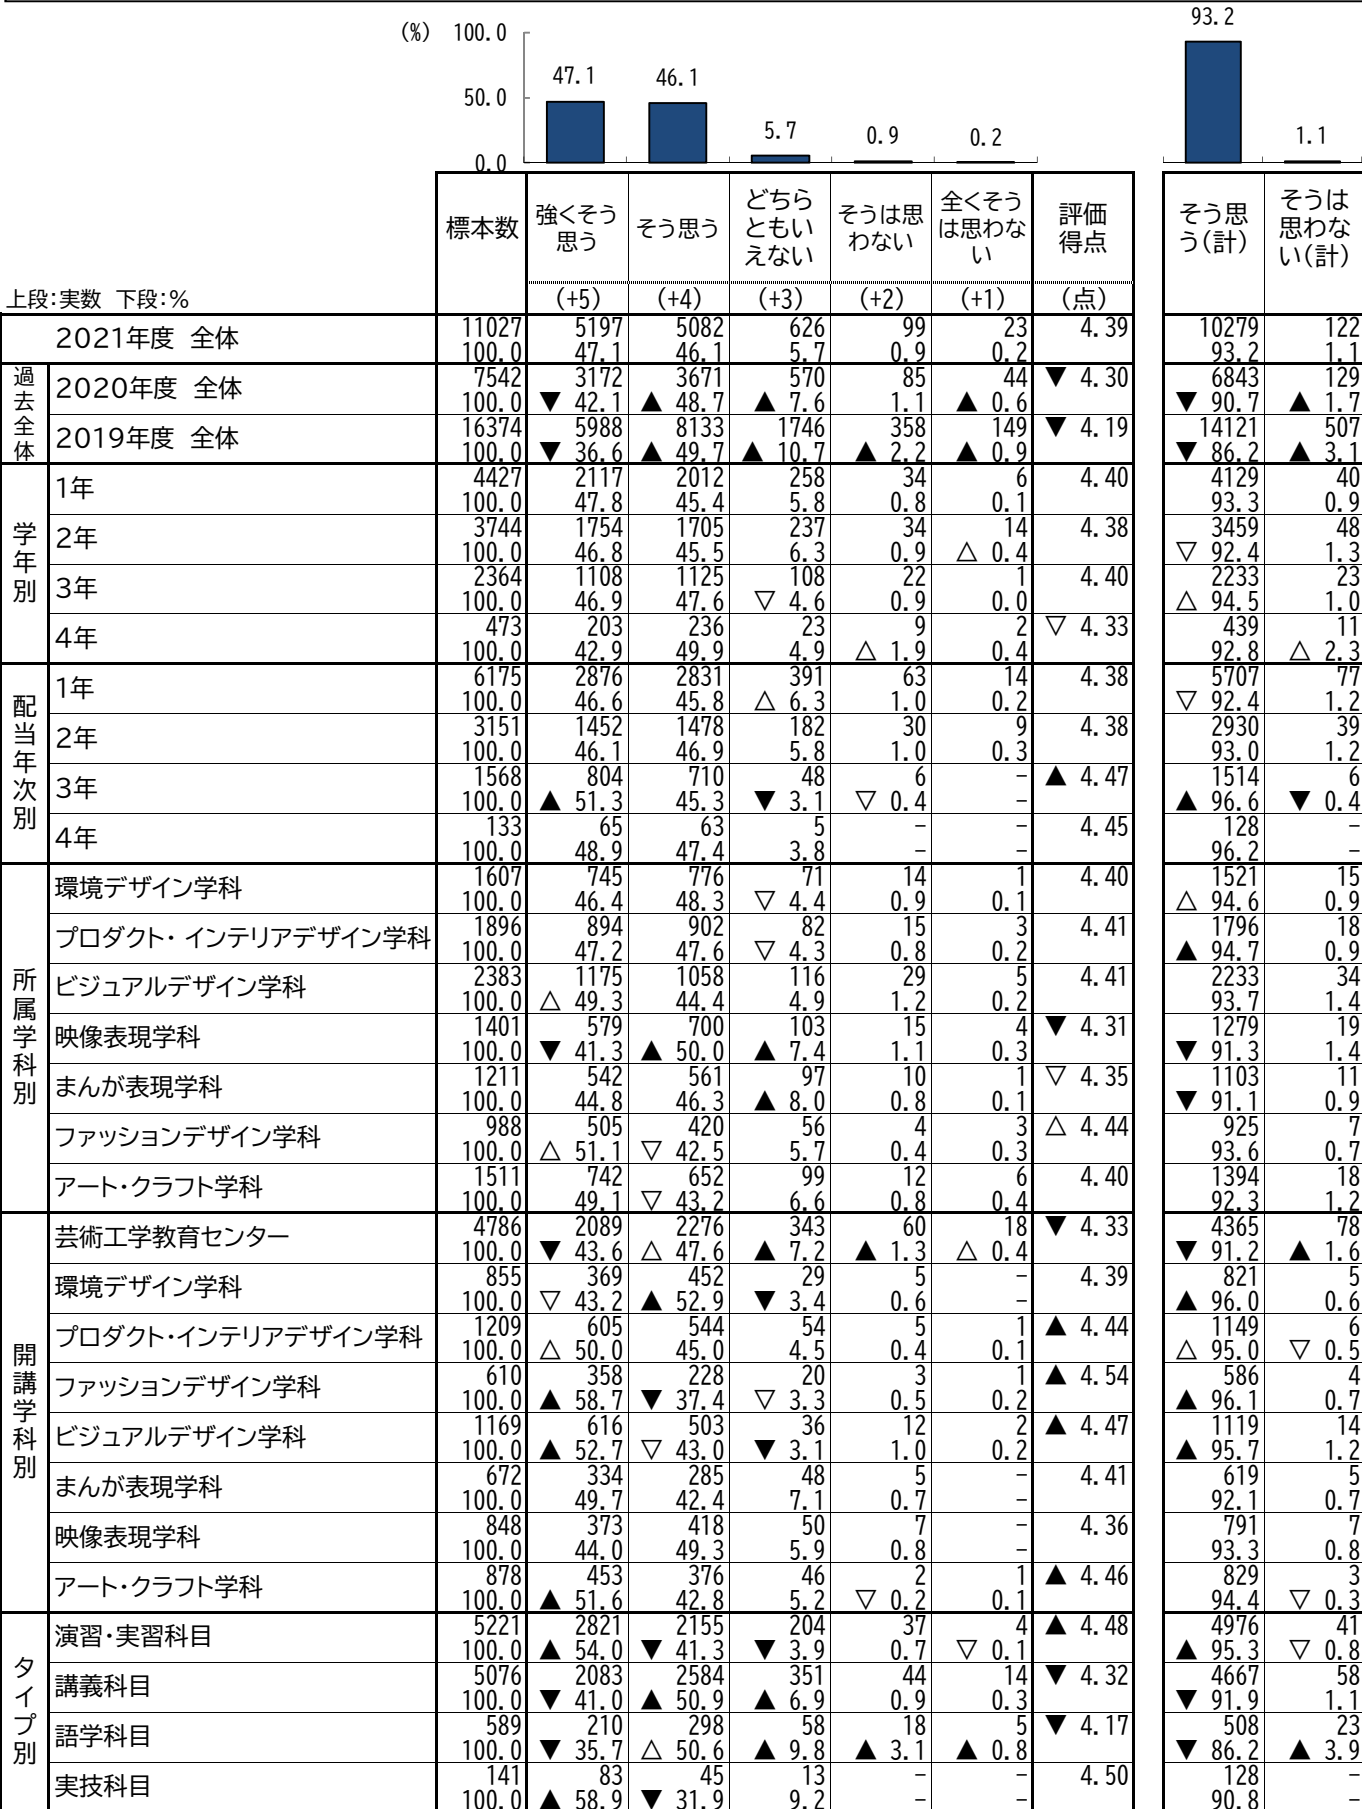 93.2
(%) 100.0
47.1 46.1
50.0
5.7 0.9 0.2 1.1
0.0
標本数 強くそう思う そう思う どちらともいえない そうは思わない 全くそうは思わない 評価得点 そう思う(計) そうは思わない(計)
上段:実数 下段:% (+5) (+4) (+3) (+2) (+1) (点)
2021年度 全体 11027 5197 5082 626 99 23 4.39 10279 122
100.0 47.1 46.1 5.7 0.9 0.2 93.2 1.1
過去全体
2020年度 全体 7542 3172 3671 570 85 44 ▼ 4.30 6843 129
100.0 ▼ 42.1 ▲ 48.7 ▲ 7.6 1.1 ▲ 0.6 ▼ 90.7 ▲ 1.7
2019年度 全体 16374 5988 8133 1746 358 149 ▼ 4.19 14121 507
100.0 ▼ 36.6 ▲ 49.7 ▲ 10.7 ▲ 2.2 ▲ 0.9 ▼ 86.2 ▲ 3.1
学年別
1年 4427 2117 2012 258 34 6 4.40 4129 40
100.0 47.8 45.4 5.8 0.8 0.1 93.3 0.9
2年 3744 1754 1705 237 34 14 4.38 3459 48
100.0 46.8 45.5 6.3 0.9 △ 0.4 ▽ 92.4 1.3
3年 2364 1108 1125 108 22 1 4.40 2233 23
100.0 46.9 47.6 ▽ 4.6 0.9 0.0 △ 94.5 1.0
4年 473 203 236 23 9 2 ▽ 4.33 439 11
100.0 42.9 49.9 4.9 △ 1.9 0.4 92.8 △ 2.3
配当年次別
1年 6175 2876 2831 391 63 14 4.38 5707 77
100.0 46.6 45.8 △ 6.3 1.0 0.2 ▽ 92.4 1.2
2年 3151 1452 1478 182 30 9 4.38 2930 39
100.0 46.1 46.9 5.8 1.0 0.3 93.0 1.2
3年 1568 804 710 48 6 - ▲ 4.47 1514 6
100.0 ▲ 51.3 45.3 ▼ 3.1 ▽ 0.4 - ▲ 96.6 ▼ 0.4
4年 133 65 63 5 - - 4.45 128 -
100.0 48.9 47.4 3.8 - - 96.2 -
所属学科別
環境デザイン学科 1607 745 776 71 14 1 4.40 1521 15
100.0 46.4 48.3 ▽ 4.4 0.9 0.1 △ 94.6 0.9
プロダクト・インテリアデザイン学科 1896 894 902 82 15 3 4.41 1796 18
100.0 47.2 47.6 ▽ 4.3 0.8 0.2 ▲ 94.7 0.9
ビジュアルデザイン学科 2383 1175 1058 116 29 5 4.41 2233 34
100.0 △ 49.3 44.4 4.9 1.2 0.2 93.7 1.4
映像表現学科 1401 579 700 103 15 4 ▼ 4.31 1279 19
100.0 ▼ 41.3 ▲ 50.0 ▲ 7.4 1.1 0.3 ▼ 91.3 1.4
まんが表現学科 1211 542 561 97 10 1 ▽ 4.35 1103 11
100.0 44.8 46.3 ▲ 8.0 0.8 0.1 ▼ 91.1 0.9
ファッションデザイン学科 988 505 420 56 4 3 △ 4.44 925 7
100.0 △ 51.1 ▽ 42.5 5.7 0.4 0.3 93.6 0.7
アート・クラフト学科 1511 742 652 99 12 6 4.40 1394 18
100.0 49.1 ▽ 43.2 6.6 0.8 0.4 92.3 1.2
開講学科別
芸術工学教育センター 4786 2089 2276 343 60 18 ▼ 4.33 4365 78
100.0 ▼ 43.6 △ 47.6 ▲ 7.2 ▲ 1.3 △ 0.4 ▼ 91.2 ▲ 1.6
環境デザイン学科 855 369 452 29 5 - 4.39 821 5
100.0 ▽ 43.2 ▲ 52.9 ▼ 3.4 0.6 - ▲ 96.0 0.6
プロダクト・インテリアデザイン学科 1209 605 544 54 5 1 ▲ 4.44 1149 6
100.0 △ 50.0 45.0 4.5 0.4 0.1 △ 95.0 ▽ 0.5
ファッションデザイン学科 610 358 228 20 3 1 ▲ 4.54 586 4
100.0 ▲ 58.7 ▼ 37.4 ▽ 3.3 0.5 0.2 ▲ 96.1 0.7
ビジュアルデザイン学科 1169 616 503 36 12 2 ▲ 4.47 1119 14
100.0 ▲ 52.7 ▽ 43.0 ▼ 3.1 1.0 0.2 ▲ 95.7 1.2
まんが表現学科 672 334 285 48 5 - 4.41 619 5
100.0 49.7 42.4 7.1 0.7 - 92.1 0.7
映像表現学科 848 373 418 50 7 - 4.36 791 7
100.0 44.0 49.3 5.9 0.8 - 93.3 0.8
アート・クラフト学科 878 453 376 46 2 1 ▲ 4.46 829 3
100.0 ▲ 51.6 42.8 5.2 ▽ 0.2 0.1 94.4 ▽ 0.3
タイプ別
演習・実習科目 5221 2821 2155 204 37 4 ▲ 4.48 4976 41
100.0 ▲ 54.0 ▼ 41.3 ▼ 3.9 0.7 ▽ 0.1 ▲ 95.3 ▽ 0.8
講義科目 5076 2083 2584 351 44 14 ▼ 4.32 4667 58
100.0 ▼ 41.0 ▲ 50.9 ▲ 6.9 0.9 0.3 ▼ 91.9 1.1
語学科目 589 210 298 58 18 5 ▼ 4.17 508 23
100.0 ▼ 35.7 △ 50.6 ▲ 9.8 ▲ 3.1 ▲ 0.8 ▼ 86.2 ▲ 3.9
実技科目 141 83 45 13 - - 4.50 128 -
100.0 ▲ 58.9 ▼ 31.9 9.2 - - 90.8 -